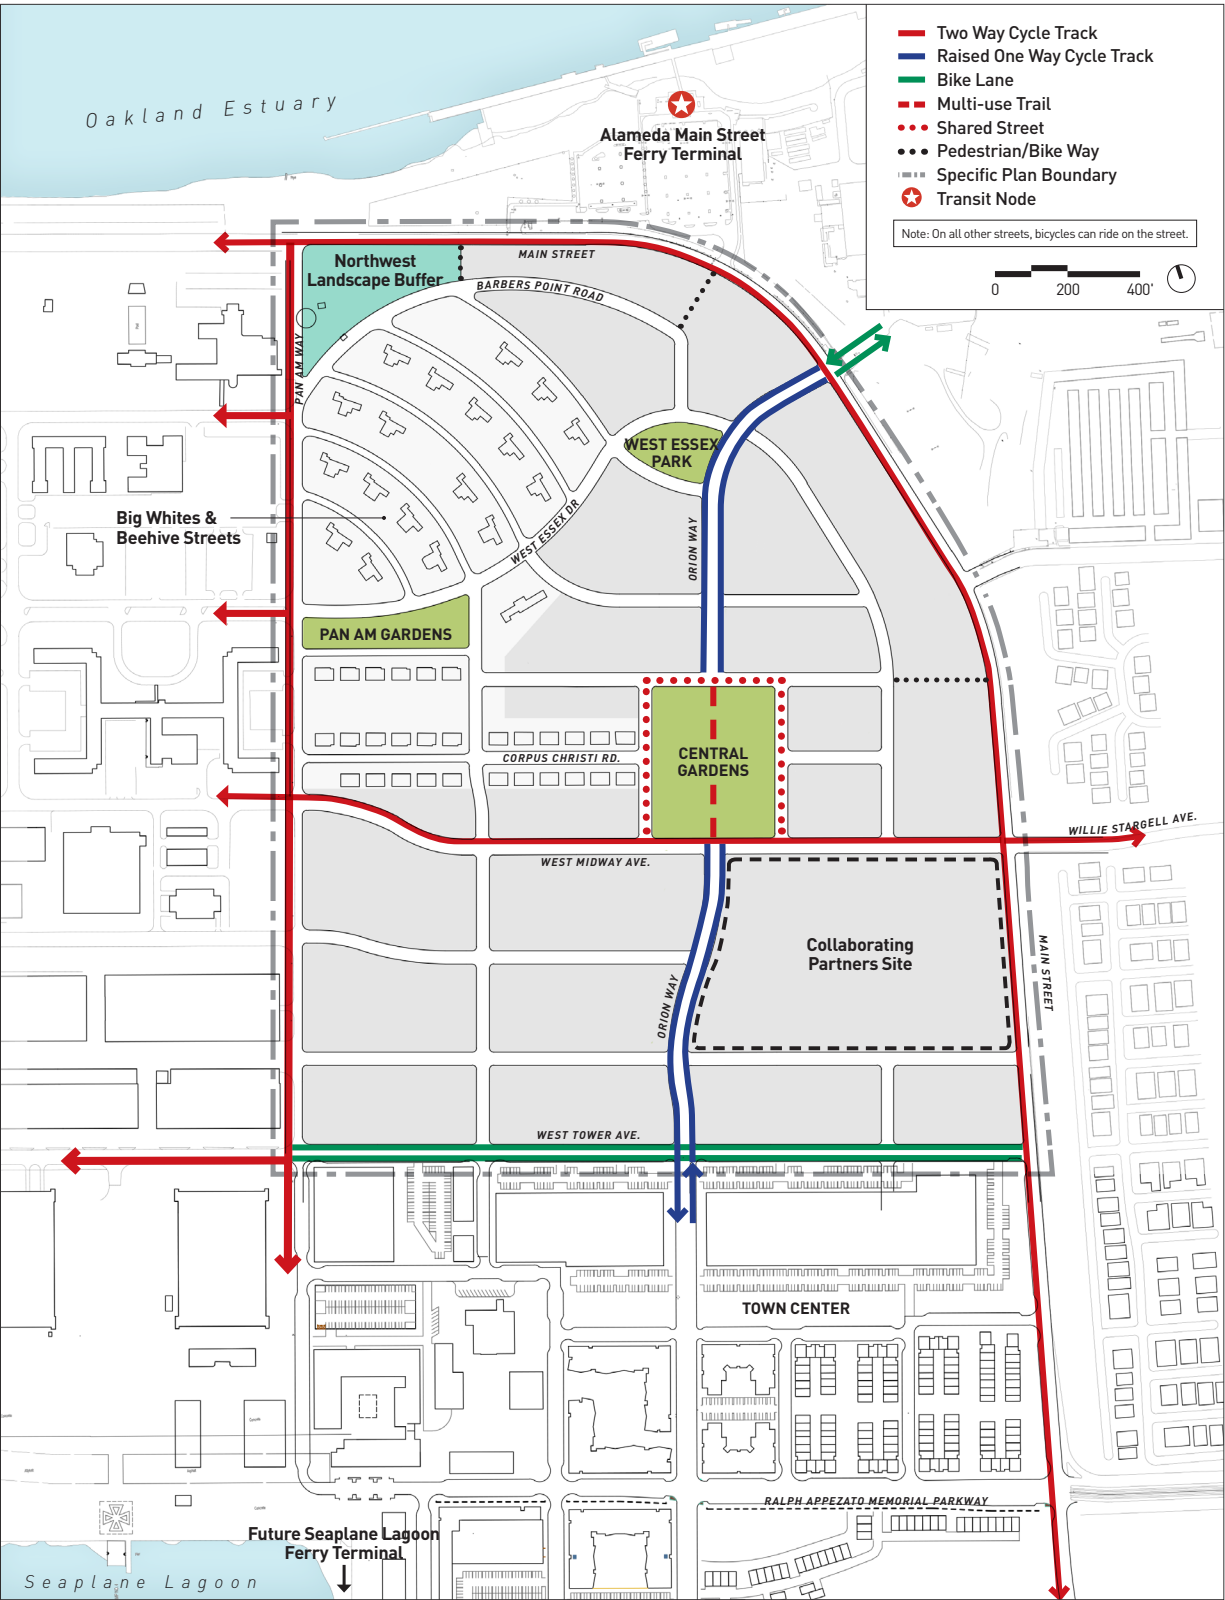 Two Way Cycle Track
Raised One Way Cycle Track
Bike Lane
Multi-use Trail
Shared Street
Pedestrian/Bike Way
Specific Plan Boundary
Transit Node
Note: On all other streets, bicycles can ride on the street.
0 200 400'
Oakland Estuary
Alameda Main Street
Ferry Terminal
MAIN STREET
Northwest
Landscape Buffer
BARBERS POINT ROAD
PAN AM WAY
WEST ESSEX
PARK
Big Whites &
Beehive Streets
WEST ESSEX DR
ORION WAY
PAN AM GARDENS
CORPUS CHRISTI RD.
CENTRAL
GARDENS
WILLIE STARGELL AVE.
WEST MIDWAY AVE.
Collaborating
Partners Site
MAIN STREET
ORION WAY
WEST TOWER AVE.
TOWN CENTER
RALPH APPEZATO MEMORIAL PARKWAY
Future Seaplane Lagoon
Ferry Terminal
Seaplane Lagoon